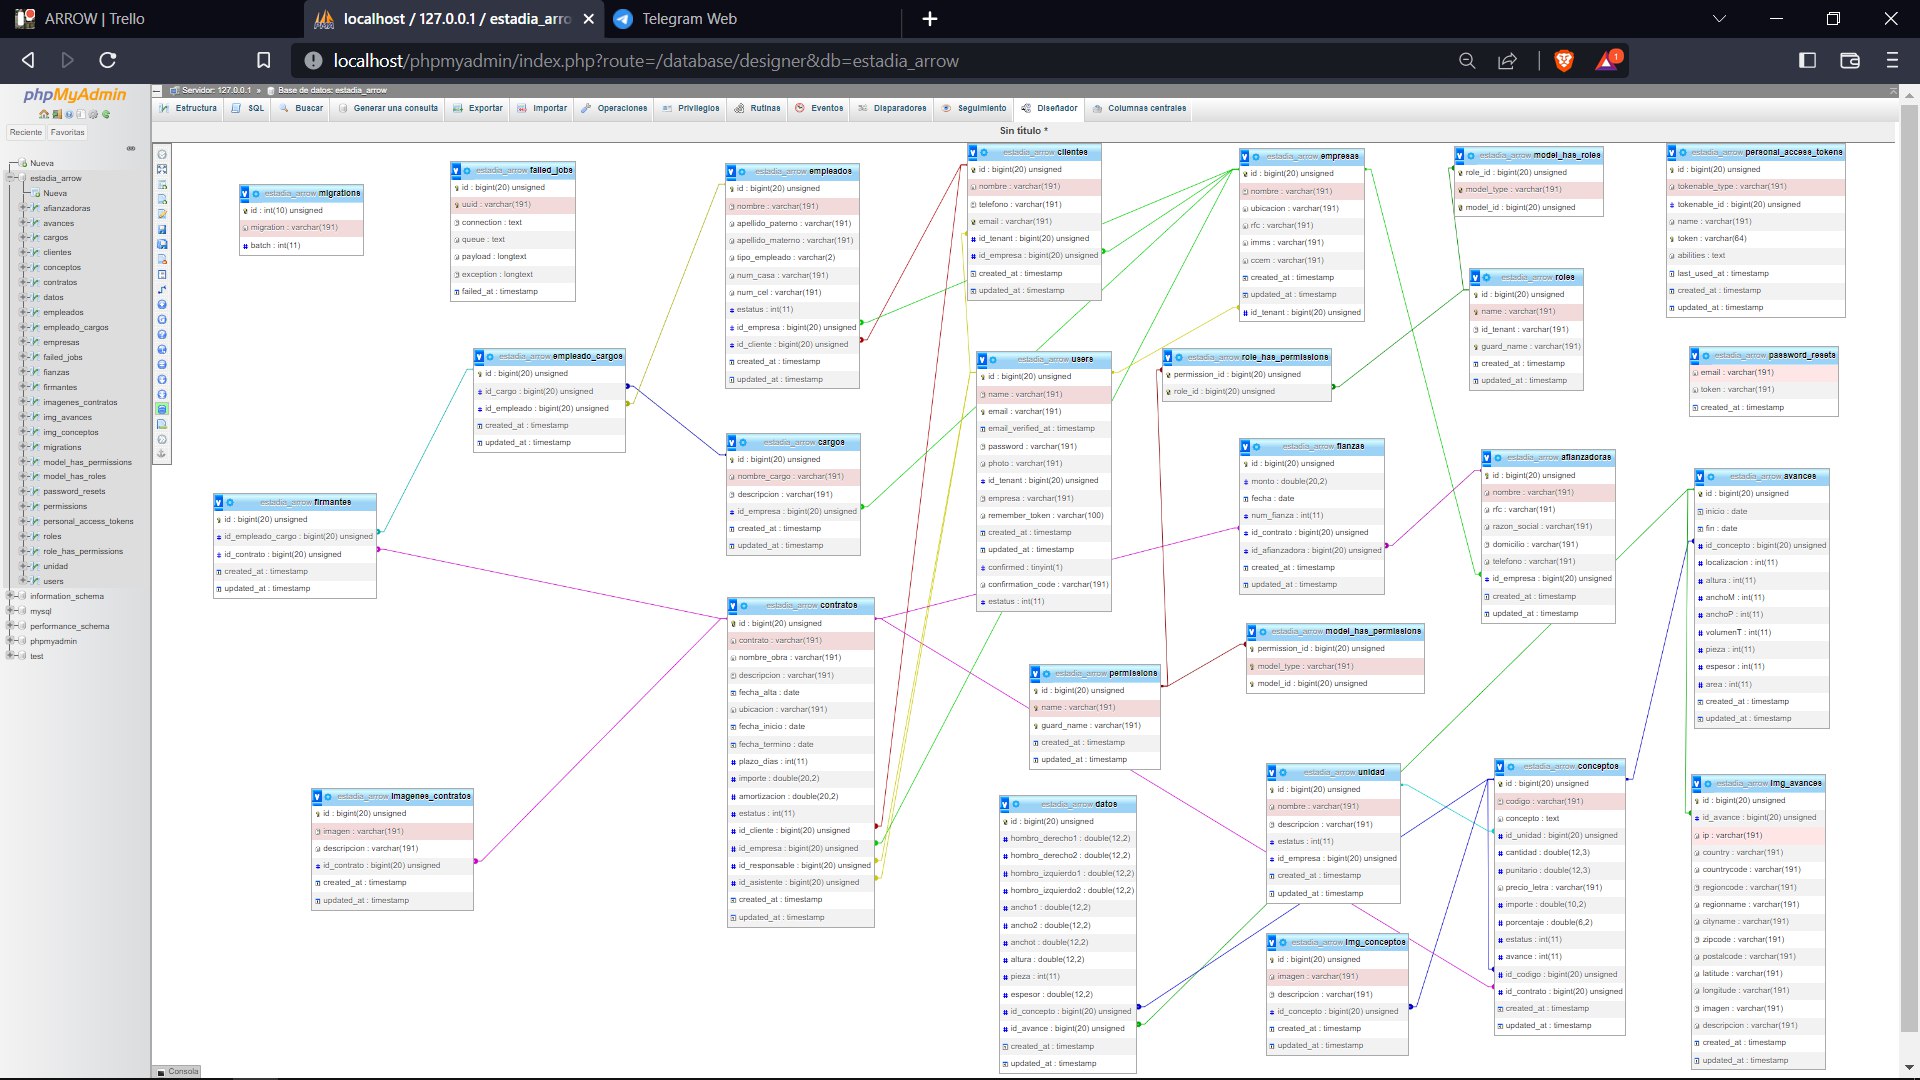 ARROW | Trello
localhost / 127.0.0.1 / estadia_arro
Telegram Web
localhost/phpmyadmin/index.php?route=/database/designer&db=estadia_arrow
1
phpMyAdmin
Reciente Favoritas
Nueva
estadia_arrow
Nueva
afianzadoras
avances
cargos
clientes
conceptos
contratos
datos
empleados
empleado_cargos
empresas
failed_jobs
fianzas
firmantes
imagenes_contratos
img_avances
img_conceptos
migrations
model_has_permissions
model_has_roles
password_resets
permissions
personal_access_tokens
roles
role_has_permissions
unidad
users
information_schema
mysql
performance_schema
phpmyadmin
test
Servidor: 127.0.0.1 » Base de datos: estadia_arrow
Estructura SQL Buscar Generar una consulta Exportar Importar Operaciones Privilegios Rutinas Eventos Disparadores Seguimiento Diseñador Columnas centrales
Sin título *
estadia_arrow migrations
id : int(10) unsigned
migration : varchar(191)
batch : int(11)
estadia_arrow failed_jobs
id : bigint(20) unsigned
uuid : varchar(191)
connection : text
queue : text
payload : longtext
exception : longtext
failed_at : timestamp
estadia_arrow empleados
id : bigint(20) unsigned
nombre : varchar(191)
apellido_paterno : varchar(191)
apellido_materno : varchar(191)
tipo_empleado : varchar(2)
num_casa : varchar(191)
num_cel : varchar(191)
estatus : int(11)
id_empresa : bigint(20) unsigned
id_cliente : bigint(20) unsigned
created_at : timestamp
updated_at : timestamp
estadia_arrow clientes
id : bigint(20) unsigned
nombre : varchar(191)
telefono : varchar(191)
email : varchar(191)
id_tenant : bigint(20) unsigned
id_empresa : bigint(20) unsigned
created_at : timestamp
updated_at : timestamp
estadia_arrow empresas
id : bigint(20) unsigned
nombre : varchar(191)
ubicacion : varchar(191)
rfc : varchar(191)
imms : varchar(191)
ccem : varchar(191)
created_at : timestamp
updated_at : timestamp
id_tenant : bigint(20) unsigned
estadia_arrow model_has_roles
role_id : bigint(20) unsigned
model_type : varchar(191)
model_id : bigint(20) unsigned
estadia_arrow personal_access_tokens
id : bigint(20) unsigned
tokenable_type : varchar(191)
tokenable_id : bigint(20) unsigned
name : varchar(191)
token : varchar(64)
abilities : text
last_used_at : timestamp
created_at : timestamp
updated_at : timestamp
estadia_arrow roles
id : bigint(20) unsigned
name : varchar(191)
id_tenant : bigint(20) unsigned
guard_name : varchar(191)
created_at : timestamp
updated_at : timestamp
estadia_arrow empleado_cargos
id : bigint(20) unsigned
id_cargo : bigint(20) unsigned
id_empleado : bigint(20) unsigned
created_at : timestamp
updated_at : timestamp
estadia_arrow users
id : bigint(20) unsigned
name : varchar(191)
email : varchar(191)
email_verified_at : timestamp
password : varchar(191)
photo : varchar(191)
id_tenant : bigint(20) unsigned
empresa : varchar(191)
remember_token : varchar(100)
created_at : timestamp
updated_at : timestamp
confirmed : tinyint(1)
confirmation_code : varchar(191)
estatus : int(11)
estadia_arrow role_has_permissions
permission_id : bigint(20) unsigned
role_id : bigint(20) unsigned
estadia_arrow password_resets
email : varchar(191)
token : varchar(191)
created_at : timestamp
estadia_arrow cargos
id : bigint(20) unsigned
nombre_cargo : varchar(191)
descripcion : varchar(191)
id_empresa : bigint(20) unsigned
created_at : timestamp
updated_at : timestamp
estadia_arrow fianzas
id : bigint(20) unsigned
monto : double(20,2)
fecha : date
num_fianza : int(11)
id_contrato : bigint(20) unsigned
id_afianzadora : bigint(20) unsigned
created_at : timestamp
updated_at : timestamp
estadia_arrow afianzadoras
id : bigint(20) unsigned
nombre : varchar(191)
rfc : varchar(191)
razon_social : varchar(191)
domicilio : varchar(191)
telefono : varchar(191)
id_empresa : bigint(20) unsigned
created_at : timestamp
updated_at : timestamp
estadia_arrow avances
id : bigint(20) unsigned
inicio : date
fin : date
id_concepto : bigint(20) unsigned
localizacion : int(11)
altura : int(11)
anchoM : int(11)
anchoP : int(11)
volumenT : int(11)
pieza : int(11)
espesor : int(11)
area : int(11)
created_at : timestamp
updated_at : timestamp
estadia_arrow firmantes
id : bigint(20) unsigned
id_empleado_cargo : bigint(20) unsigned
id_contrato : bigint(20) unsigned
created_at : timestamp
updated_at : timestamp
estadia_arrow contratos
id : bigint(20) unsigned
contrato : varchar(191)
nombre_obra : varchar(191)
descripcion : varchar(191)
fecha_alta : date
ubicacion : varchar(191)
fecha_inicio : date
fecha_termino : date
plazo_dias : int(11)
importe : double(20,2)
amortizacion : double(20,2)
estatus : int(11)
id_cliente : bigint(20) unsigned
id_empresa : bigint(20) unsigned
id_responsable : bigint(20) unsigned
id_asistente : bigint(20) unsigned
created_at : timestamp
updated_at : timestamp
estadia_arrow model_has_permissions
permission_id : bigint(20) unsigned
model_type : varchar(191)
model_id : bigint(20) unsigned
estadia_arrow permissions
id : bigint(20) unsigned
name : varchar(191)
guard_name : varchar(191)
created_at : timestamp
updated_at : timestamp
estadia_arrow imagenes_contratos
id : bigint(20) unsigned
imagen : varchar(191)
descripcion : varchar(191)
id_contrato : bigint(20) unsigned
created_at : timestamp
updated_at : timestamp
estadia_arrow datos
id : bigint(20) unsigned
hombro_derecho1 : double(12,2)
hombro_derecho2 : double(12,2)
hombro_izquierdo1 : double(12,2)
hombro_izquierdo2 : double(12,2)
ancho1 : double(12,2)
ancho2 : double(12,2)
anchot : double(12,2)
altura : double(12,2)
pieza : int(11)
espesor : double(12,2)
id_concepto : bigint(20) unsigned
id_avance : bigint(20) unsigned
created_at : timestamp
updated_at : timestamp
estadia_arrow unidad
id : bigint(20) unsigned
nombre : varchar(191)
descripcion : varchar(191)
estatus : int(11)
id_empresa : bigint(20) unsigned
created_at : timestamp
updated_at : timestamp
estadia_arrow img_conceptos
id : bigint(20) unsigned
imagen : varchar(191)
descripcion : varchar(191)
id_concepto : bigint(20) unsigned
created_at : timestamp
updated_at : timestamp
estadia_arrow conceptos
id : bigint(20) unsigned
codigo : varchar(191)
concepto : text
id_unidad : bigint(20) unsigned
cantidad : double(12,3)
punitario : double(12,3)
precio_letra : varchar(191)
importe : double(10,2)
porcentaje : double(6,2)
estatus : int(11)
avance : int(11)
id_codigo : bigint(20) unsigned
id_contrato : bigint(20) unsigned
created_at : timestamp
updated_at : timestamp
estadia_arrow img_avances
id : bigint(20) unsigned
id_avance : bigint(20) unsigned
ip : varchar(191)
country : varchar(191)
countrycode : varchar(191)
regioncode : varchar(191)
regionname : varchar(191)
cityname : varchar(191)
zipcode : varchar(191)
postalcode : varchar(191)
latitude : varchar(191)
longitude : varchar(191)
imagen : varchar(191)
descripcion : varchar(191)
created_at : timestamp
updated_at : timestamp
Consola